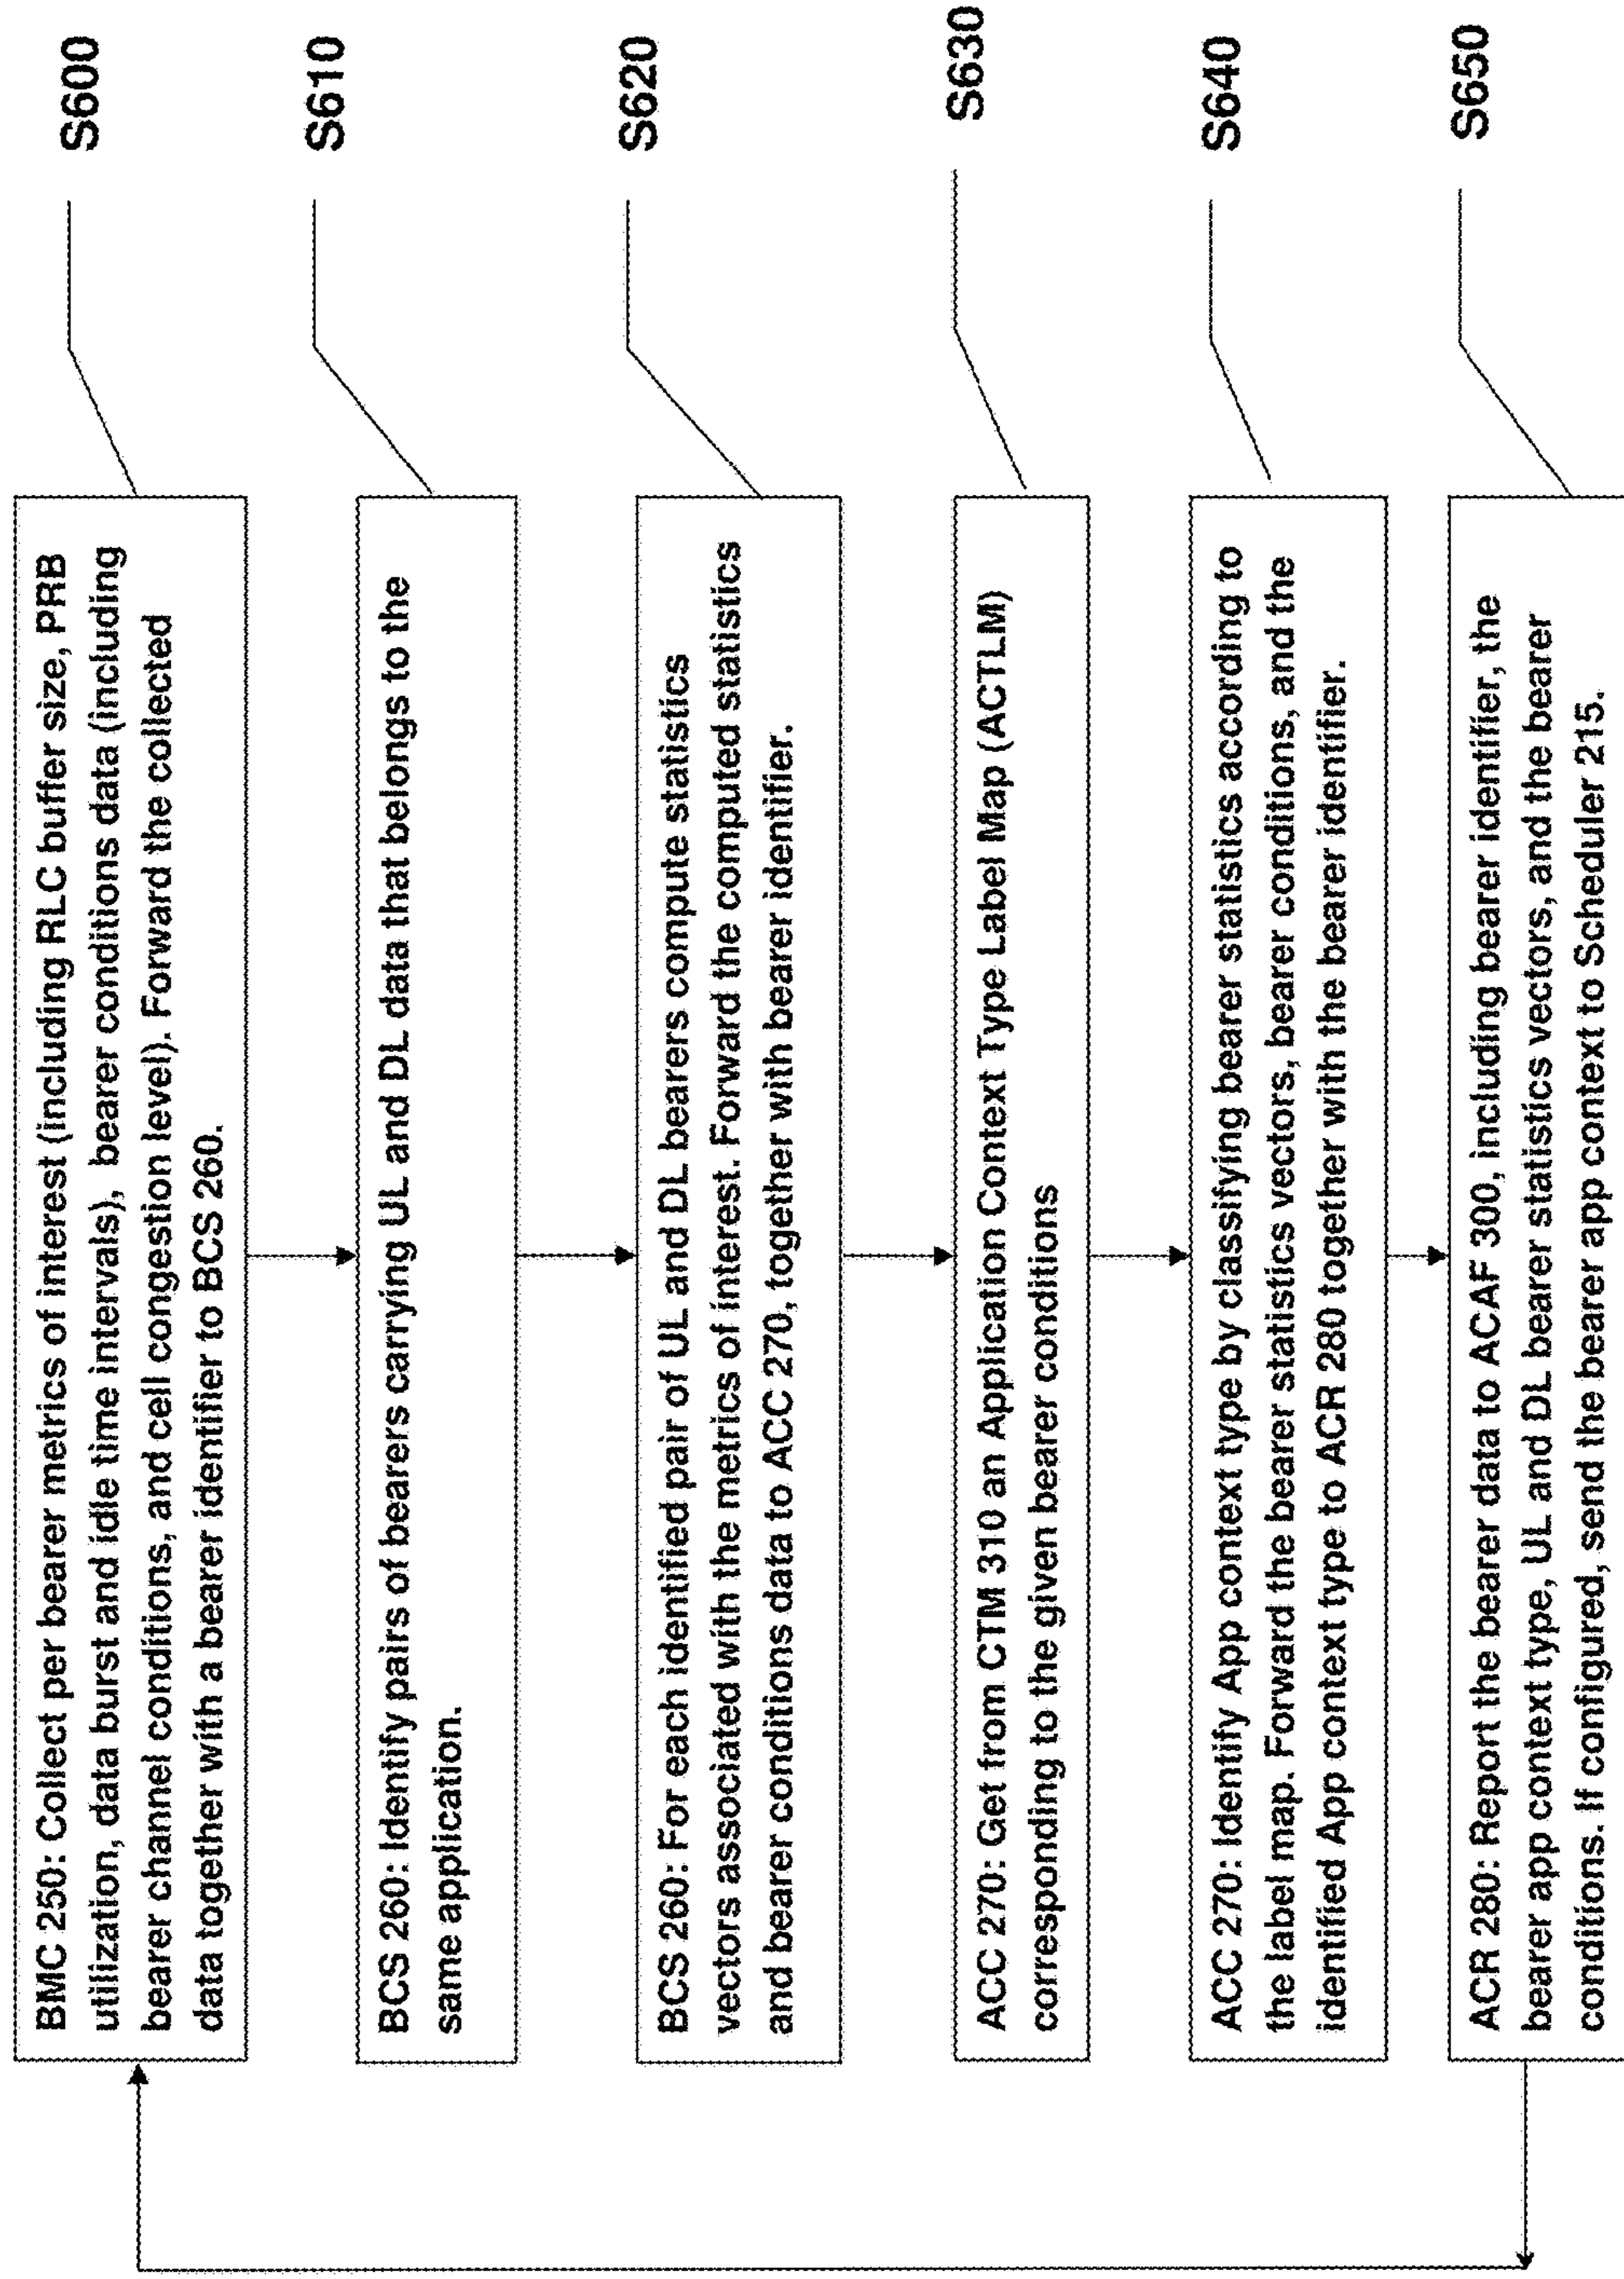 BMC 250: Collect per bearer metrics of interest (including RLC buffer size, PRB
utilization, data burst and idle time intervals), bearer conditions data (including
bearer channel conditions, and cell congestion level). Forward the collected
data together with a bearer identifier to BCS 260.
S600
BCS 260: Identify pairs of bearers carrying UL and DL data that belongs to the
same application.
S610
BCS 260: For each identified pair of UL and DL bearers compute statistics
vectors associated with the metrics of interest. Forward the computed statistics
and bearer conditions data to ACC 270, together with bearer identifier.
S620
ACC 270: Get from CTM 310 an Application Context Type Label Map (ACTLM)
corresponding to the given bearer conditions
S630
ACC 270: Identify App context type by classifying bearer statistics according to
the label map. Forward the bearer statistics vectors, bearer conditions, and the
identified App context type to ACR 280 together with the bearer identifier.
S640
ACR 280: Report the bearer data to ACAF 300, including bearer identifier, the
bearer app context type, UL and DL bearer statistics vectors, and the bearer
conditions. If configured, send the bearer app context to Scheduler 215.
S650